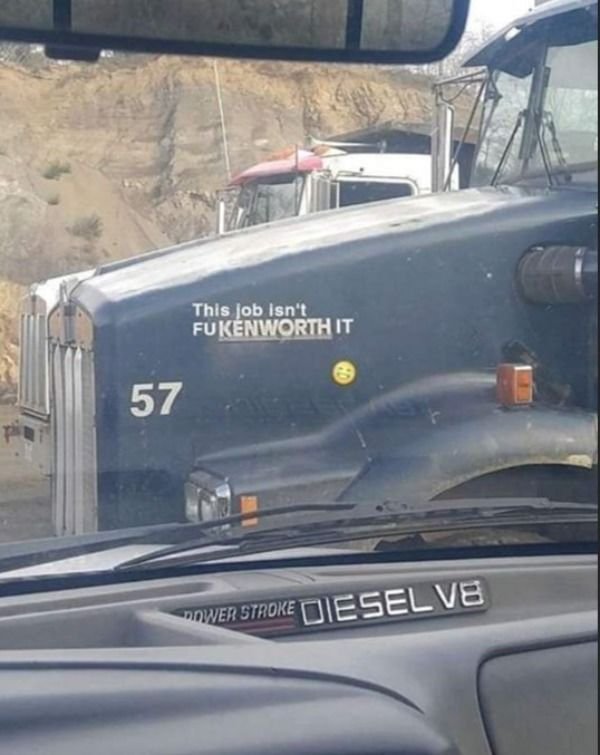 This job isn't
FUKENWORTH IT
57
POWER STROKE DIESEL V8